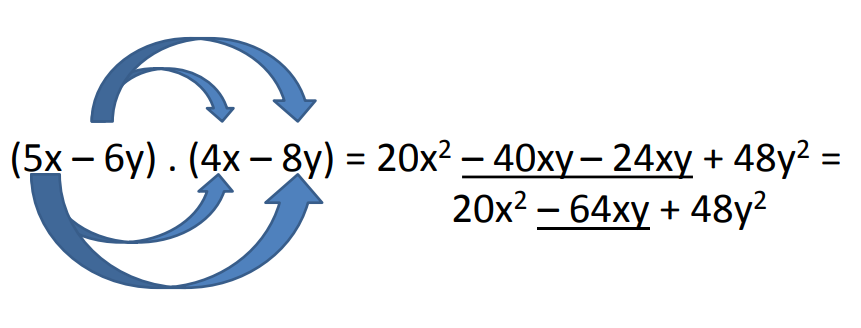 (5x – 6y) . (4x – 8y) = 20x² – 40xy – 24xy + 48y² =
20x² – 64xy + 48y²